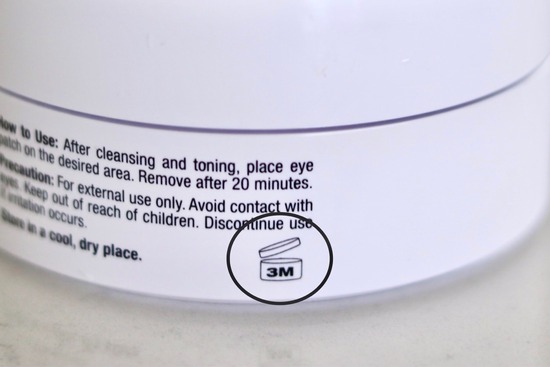 How to Use: After cleansing and toning, place eye
patch on the desired area. Remove after 20 minutes.
Precaution: For external use only. Avoid contact with
eyes. Keep out of reach of children. Discontinue use
if irritation occurs.
Store in a cool, dry place.
3M